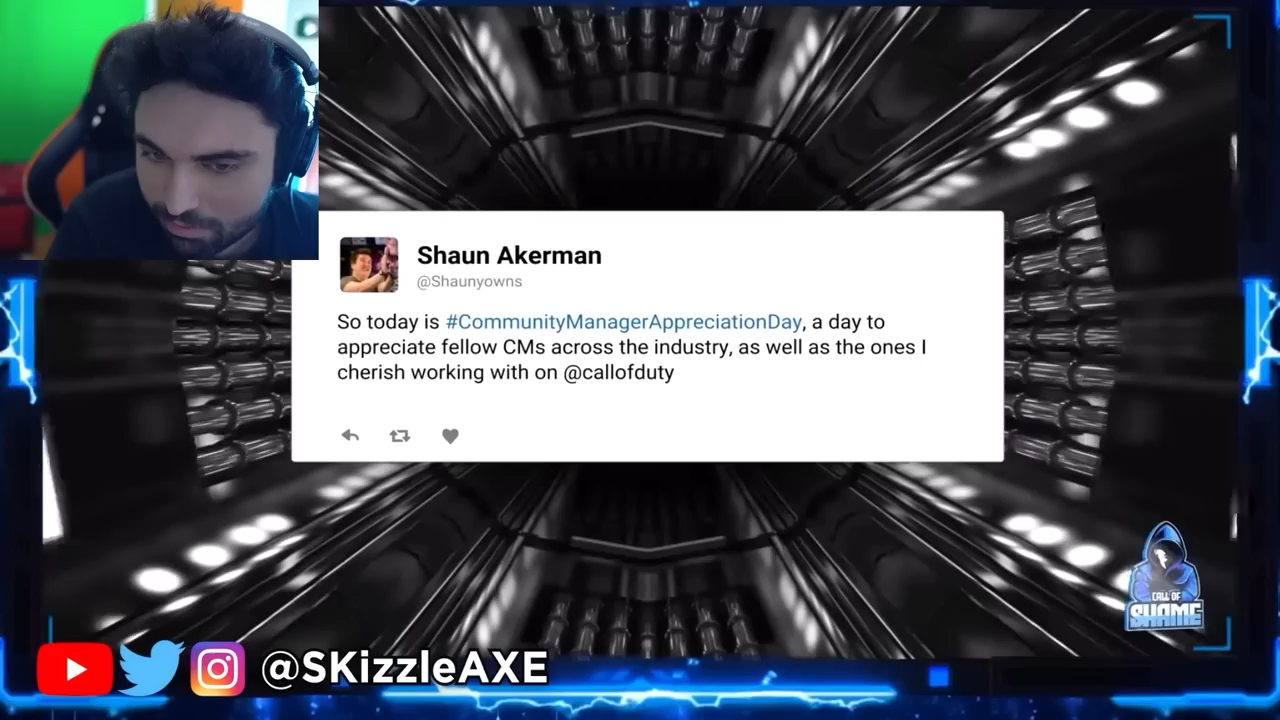 Shaun Akerman
@Shaunyowns
So today is #CommunityManagerAppreciationDay, a day to
appreciate fellow CMs across the industry, as well as the ones I
cherish working with on @callofduty
CALL OF
SHAME
@SKizzleAXE